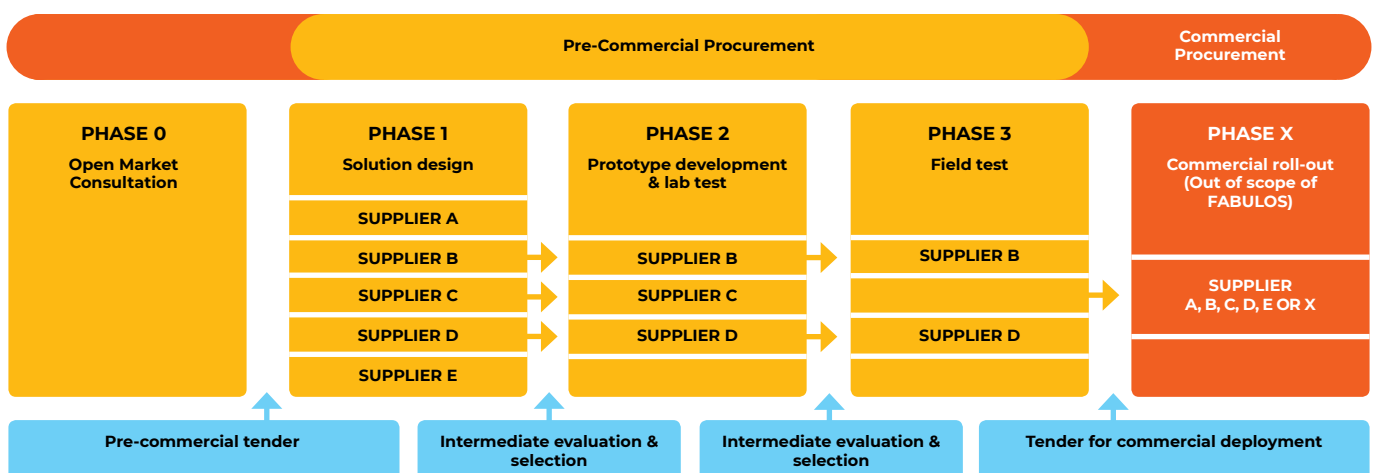 Pre-Commercial Procurement
Commercial
Procurement
PHASE 0
Open Market
Consultation
PHASE 1
Solution design
SUPPLIER A
SUPPLIER B
SUPPLIER C
SUPPLIER D
SUPPLIER E
PHASE 2
Prototype development
& lab test
SUPPLIER B
SUPPLIER C
SUPPLIER D
PHASE 3
Field test
SUPPLIER B
SUPPLIER D
PHASE X
Commercial roll-out
(Out of scope of
FABULOS)
SUPPLIER
A, B, C, D, E OR X
Pre-commercial tender
Intermediate evaluation &
selection
Intermediate evaluation &
selection
Tender for commercial deployment